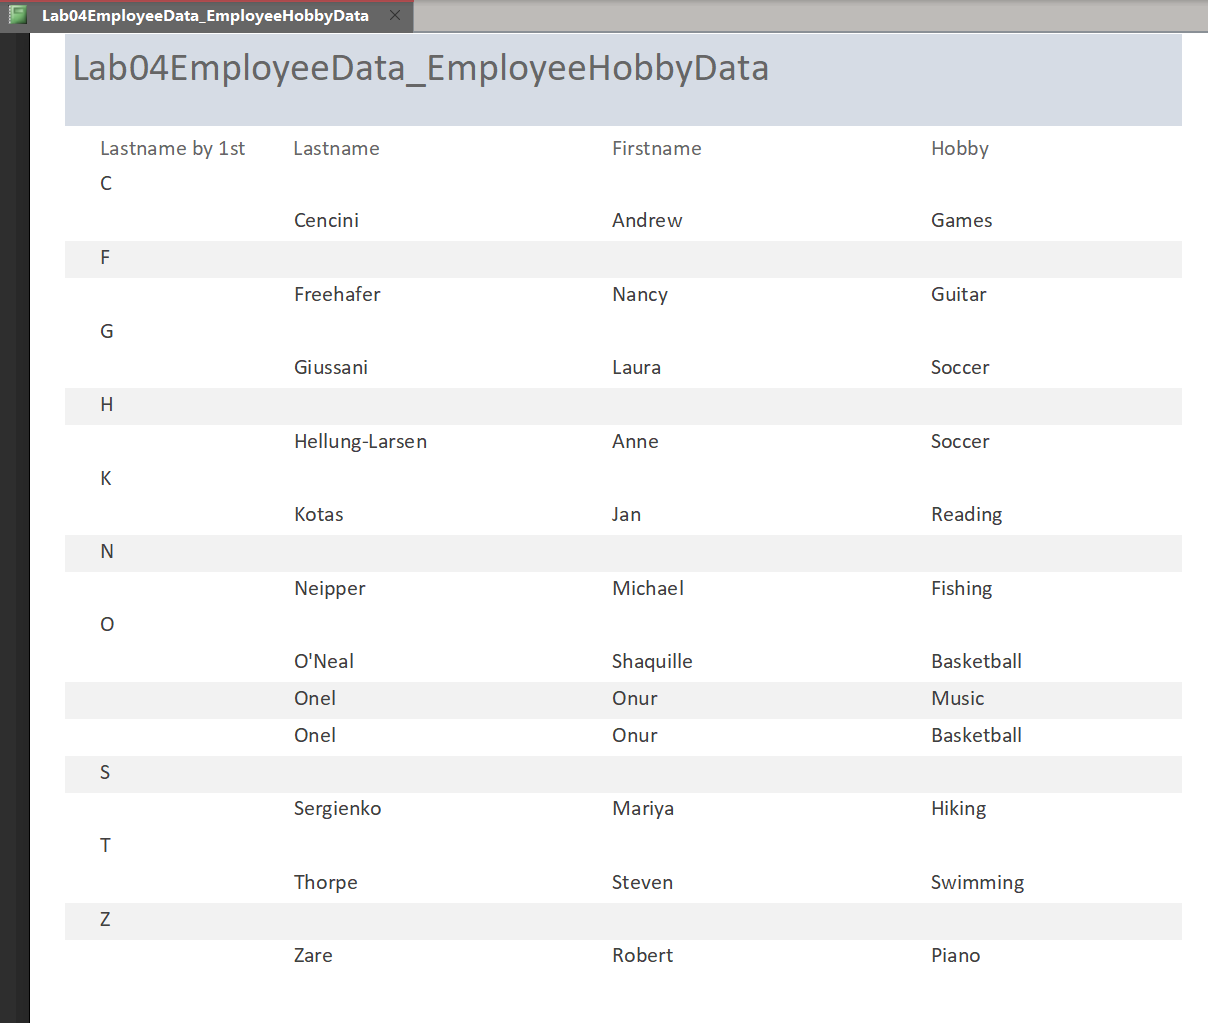 Lab04EmployeeData_EmployeeHobbyData
Lab04EmployeeData_EmployeeHobbyData
Lastname by 1st Lastname Firstname Hobby
C
Cencini Andrew Games
F
Freehafer Nancy Guitar
G
Giussani Laura Soccer
H
Hellung-Larsen Anne Soccer
K
Kotas Jan Reading
N
Neipper Michael Fishing
O
O'Neal Shaquille Basketball
Onel Onur Music
Onel Onur Basketball
S
Sergienko Mariya Hiking
T
Thorpe Steven Swimming
Z
Zare Robert Piano